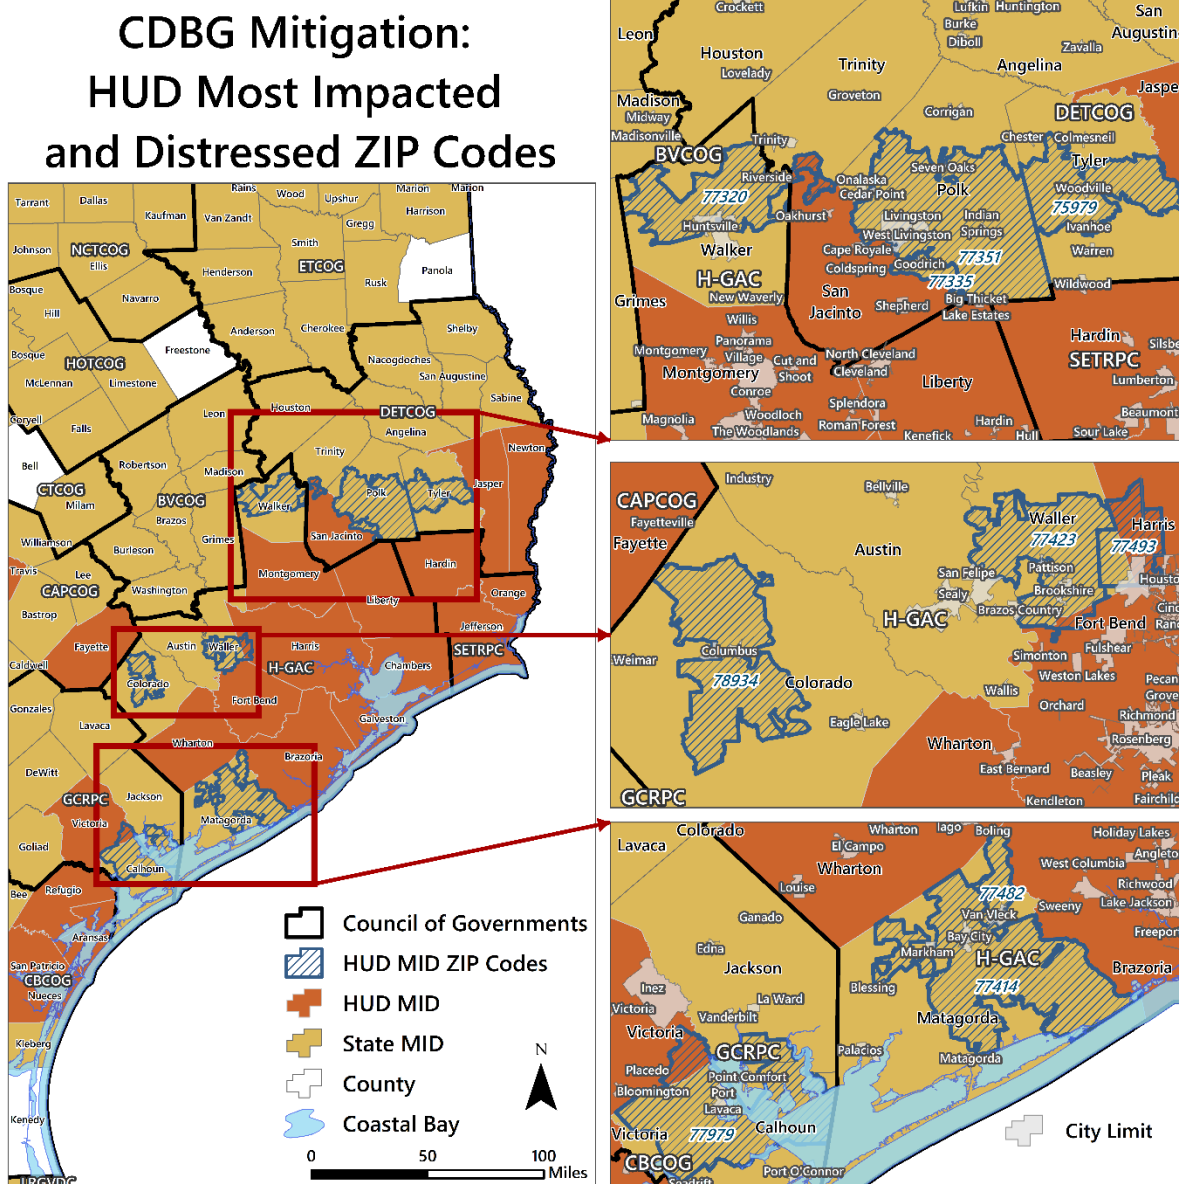 CDBG Mitigation:
HUD Most Impacted
and Distressed ZIP Codes
Rains
Wood
Upshur
Marion
Marion
Tarrant
Dallas
Kaufman
Van Zandt
Gregg
Harrison
Johnson
NCTCOG
Ellis
Smith
ETCOG
Henderson
Rusk
Panola
Bosque
Navarro
Hill
Anderson
Cherokee
Shelby
Freestone
Bosque
HOTCOG
McLennan
Limestone
Nacogdoches
San Augustine
Sabine
Coryell
Falls
Leon
Houston
DETCOG
Angelina
Newton
Bell
Robertson
Madison
Trinity
CTCOG
Milam
BVCOG
Brazos
Walker
Polk
Tyler
Jasper
Williamson
Burleson
Grimes
San Jacinto
Travis
Lee
CAPCOG
Bastrop
Washington
Montgomery
Hardin
Liberty
Orange
Jefferson
Fayette
Austin
Waller
Harris
SETRPC
Caldwell
Colorado
H-GAC
Chambers
Fort Bend
Gonzales
Lavaca
Galveston
Wharton
Brazoria
DeWitt
GCRPC
Jackson
Victoria
Matagorda
Goliad
Calhoun
Bee
Refugio
Aransas
San Patricio
CBCOG
Nueces
Kleberg
Kenedy
LRGVDC
Council of Governments
HUD MID ZIP Codes
HUD MID
State MID
County
Coastal Bay
N
0 50 100
Miles
Crockett
Lufkin
Huntington
San
Augustin
Leon
Burke
Diboll
Zavalla
Houston
Lovelady
Trinity
Angelina
Jaspe
Madison
Midway
Madisonville
Groveton
Corrigan
DETCOG
Trinity
Chester
Colmesneil
BVCOG
Tyler
Riverside
Seven Oaks
Onalaska
Cedar Point
Polk
Woodville
77320
75979
Huntsville
Oakhurst
Livingston
West Livingston
Indian
Springs
Ivanhoe
Walker
Cape Royale
Coldspring
Goodrich
77351
77335
Warren
H-GAC
New Waverly
San
Jacinto
Shepherd
Big Thicket
Lake Estates
Wildwood
Grimes
Willis
Panorama
Village
Montgomery
Montgomery
Cut and
Shoot
Conroe
North Cleveland
Cleveland
Liberty
Hardin
SETRPC
Silsbe
Lumberton
Magnolia
Woodloch
The Woodlands
Splendora
Roman Forest
Kenefick
Hardin
Hull
Beaumont
Sour Lake
Industry
Bellville
CAPCOG
Fayetteville
Fayette
Austin
Waller
77423
Harris
77493
Pattison
San Felipe
Sealy
Brookshire
Housto
H-GAC
Brazos Country
Cinc
Ran
Fort Bend
Weimar
Columbus
Simonton
Fulshear
Weston Lakes
78934
Colorado
Wallis
Orchard
Pecan
Grove
Eagle Lake
Richmond
Rosenberg
Wharton
East Bernard
Beasley
Pleak
GCRPC
Kendleton
Fairchild
Colorado
Lavaca
Wharton
El Campo
Iago
Boling
Holiday Lakes
Wharton
West Columbia
Angleto
Louise
77482
Richwood
Lake Jackson
Ganado
Van Vleck
Sweeny
Freepor
Edna
Bay City
Markham
H-GAC
Jackson
Blessing
77414
Brazoria
Inez
Victoria
La Ward
Vanderbilt
Matagorda
Victoria
GCRPC
Palacios
Matagorda
Placedo
Bloomington
Point Comfort
Port
Lavaca
Victoria
77979
Calhoun
CBCOG
Port O'Connor
Seadrift
City Limit